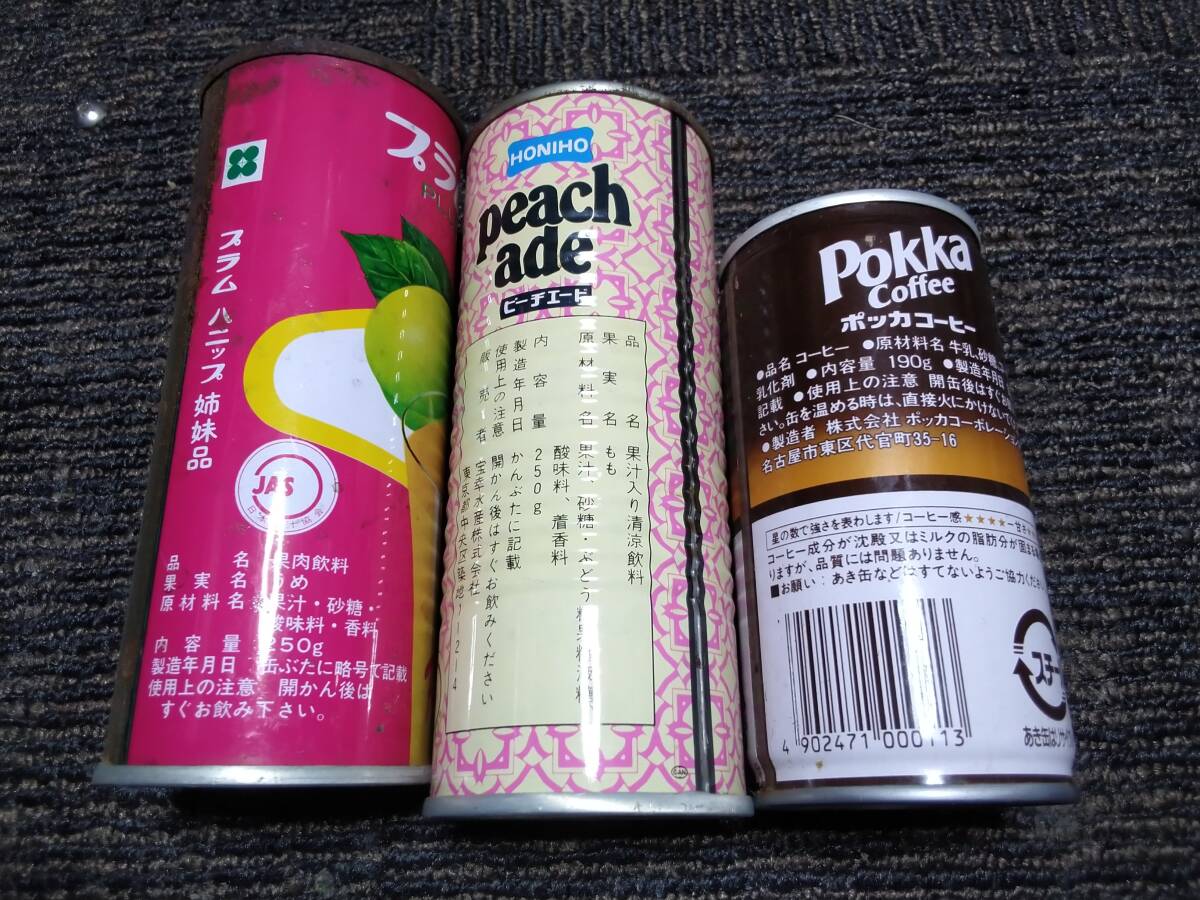 プラ
PLU
プラム ハニップ 姉妹品
JAS
品名 果肉飲料
果実名 うめ
原材料名 果汁・砂糖・
酸味料・香料
内容量 250g
製造年月日 缶ぶたに略号で記載
使用上の注意 開かん後は
すぐお飲み下さい。
HONIHO
peach
ade
ピーチエード
品名 果汁入り清涼飲料
果実名 もも
原材料名 果汁、砂糖・ぶどう糖果糖液糖
酸味料、着香料
内容量 250g
製造年月日 かんぶたに記載
使用上の注意 開かん後はすぐお飲みください
販売者 宝幸水産株式会社
東京都中央区築地
Pokka
Coffee
ポッカコーヒー
●品名 コーヒー ●原材料名 牛乳、砂糖
乳化剤 ●内容量 190g ●製造年月日
記載 ●使用上の注意 開缶後はすぐ
さい。缶を温める時は、直接火にかけない
●製造者 株式会社 ポッカコーポレーション
名古屋市東区代官町35-16
星の数で強さを表わします/コーヒー感★★★★
コーヒー成分が沈殿又はミルクの脂肪分が固まる
りますが、品質には問題ありません。
■お願い:あき缶などはすてないようご協力くださ
4 902471 000113
スチー
あき缶はリサイ